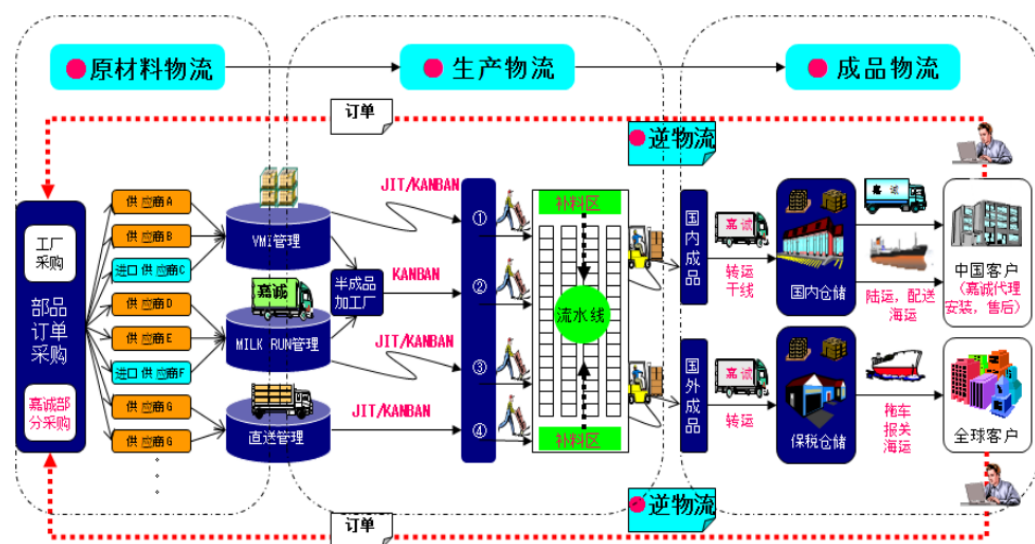 原材料物流
生产物流
成品物流
订单
逆物流
工厂
采购
部品
订单
采购
嘉诚部
分采购
供应商A
供应商B
进口供应商C
供应商D
供应商E
进口供应商F
供应商G
供应商G
VMI管理
嘉诚
MILK RUN管理
直送管理
半成品
加工厂
JIT/KANBAN
KANBAN
JIT/KANBAN
JIT/KANBAN
①
②
③
④
补料区
流水线
补料区
国内成品
国外成品
嘉诚
转运
干线
嘉诚
转运
国内仓储
保税仓储
嘉诚
陆运，配送
海运
拖车
报关
海运
中国客户
（嘉诚代理
安装，售后）
全球客户
订单
逆物流